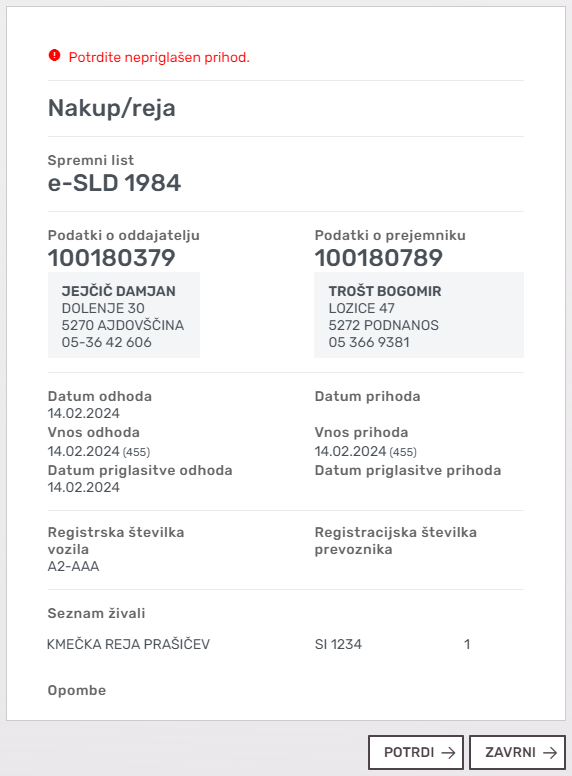 Potrdite nepriglašen prihod.
Nakup/reja
Spremni list
e-SLD 1984
Podatki o oddajatelju
100180379
JEJČIČ DAMJAN
DOLENJE 30
5270 AJDOVŠČINA
05-36 42 606
Podatki o prejemniku
100180789
TROŠT BOGOMIR
LOZICE 47
5272 PODNANOS
05 366 9381
Datum odhoda
14.02.2024
Datum prihoda
Vnos odhoda
14.02.2024 (455)
Vnos prihoda
14.02.2024 (455)
Datum priglasitve odhoda
14.02.2024
Datum priglasitve prihoda
Registrska številka
vozila
A2-AAA
Registracijska številka
prevoznika
Seznam živali
KMEČKA REJA PRAŠIČEV SI 1234 1
Opombe
POTRDI
ZAVRNI